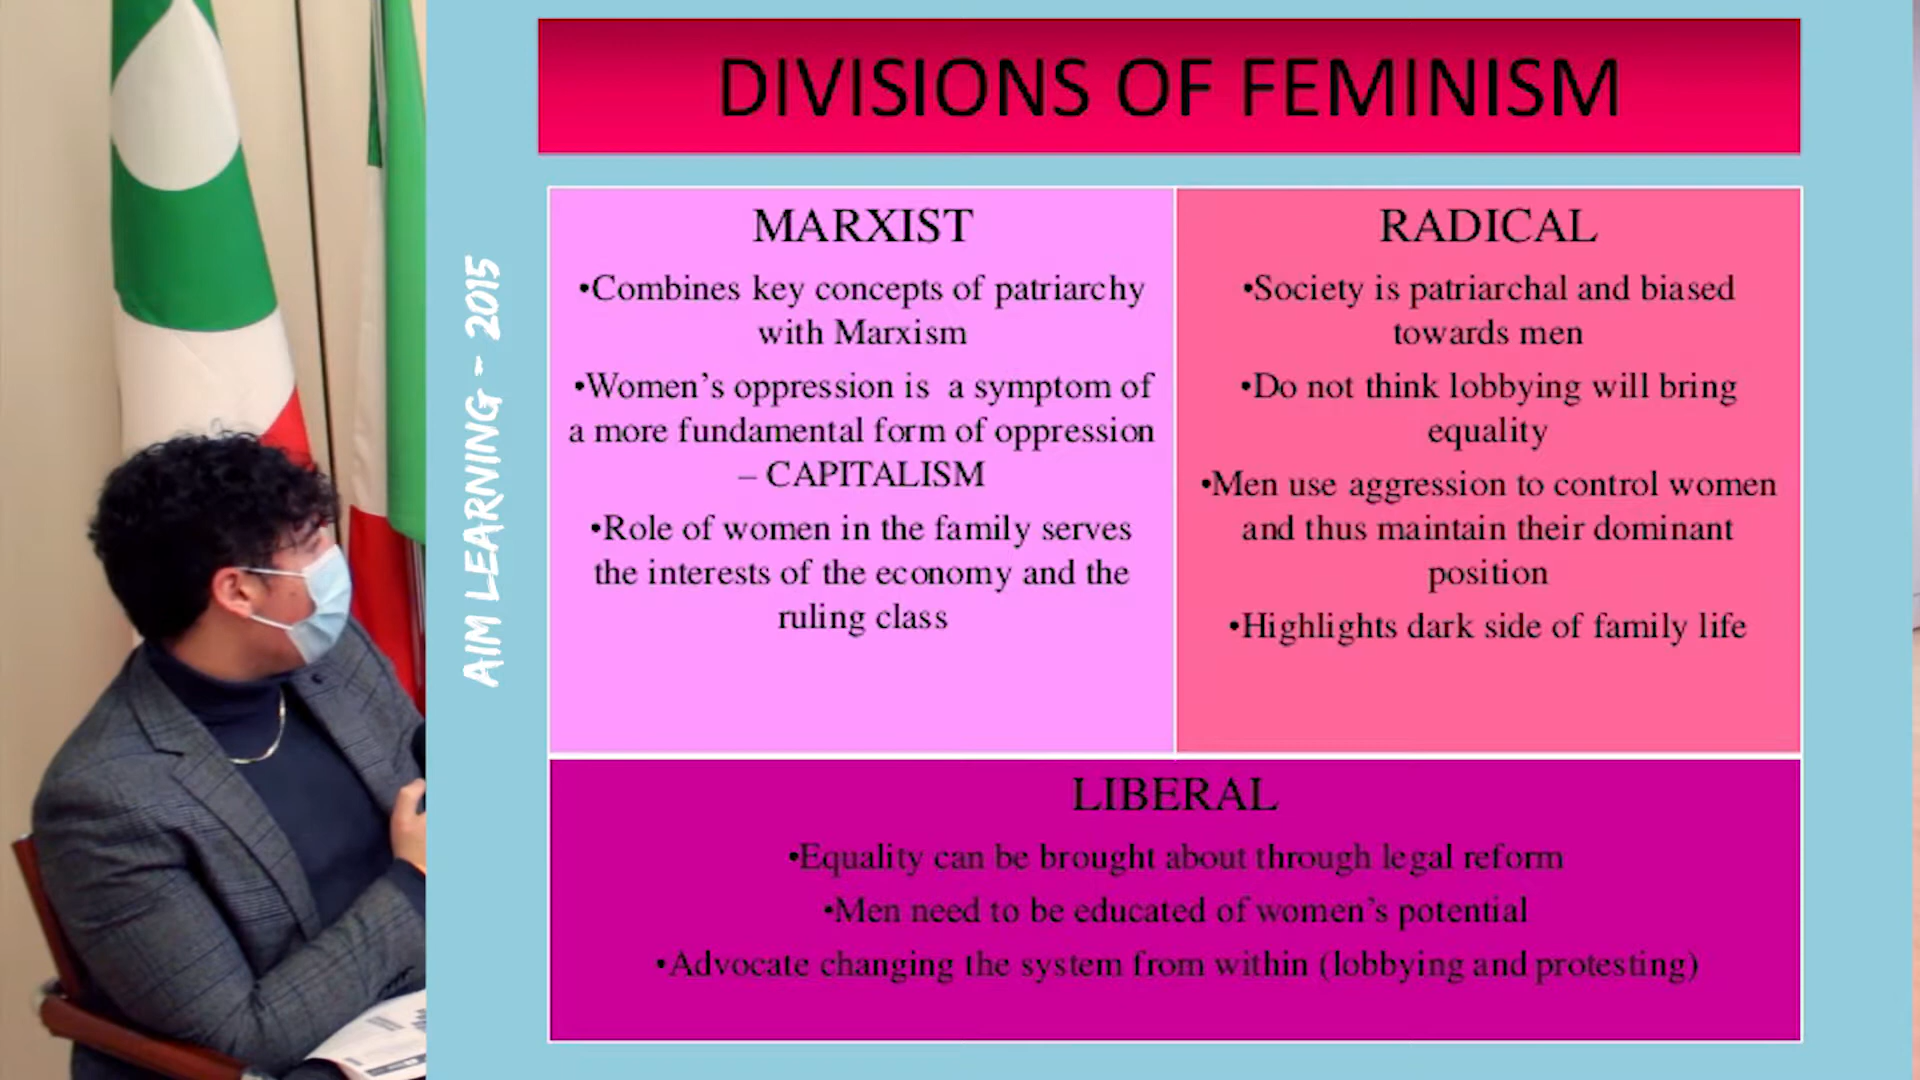 DIVISIONS OF FEMINISM
AIM LEARNING - 2015
MARXIST
•Combines key concepts of patriarchy
with Marxism
•Women’s oppression is a symptom of
a more fundamental form of oppression
– CAPITALISM
•Role of women in the family serves
the interests of the economy and the
ruling class
RADICAL
•Society is patriarchal and biased
towards men
•Do not think lobbying will bring
equality
•Men use aggression to control women
and thus maintain their dominant
position
•Highlights dark side of family life
LIBERAL
•Equality can be brought about through legal reform
•Men need to be educated of women’s potential
•Advocate changing the system from within (lobbying and protesting)